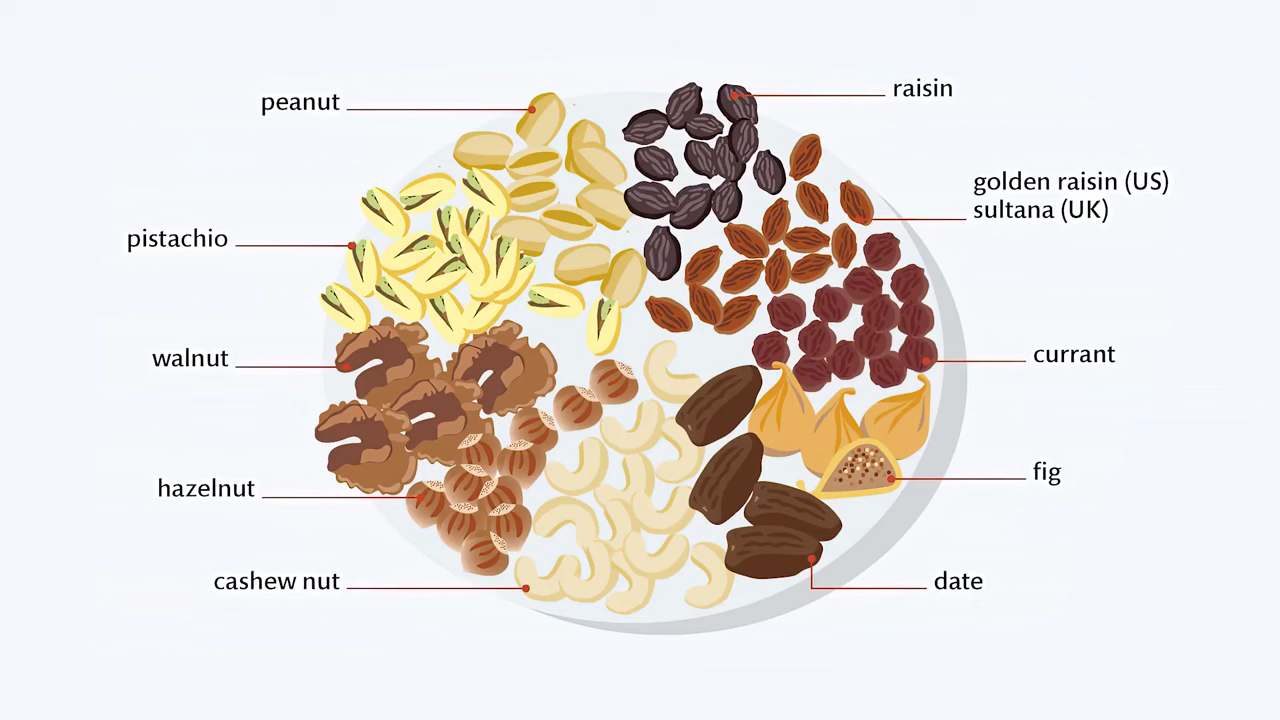 peanut
pistachio
walnut
hazelnut
cashew nut
raisin
golden raisin (US)
sultana (UK)
currant
fig
date